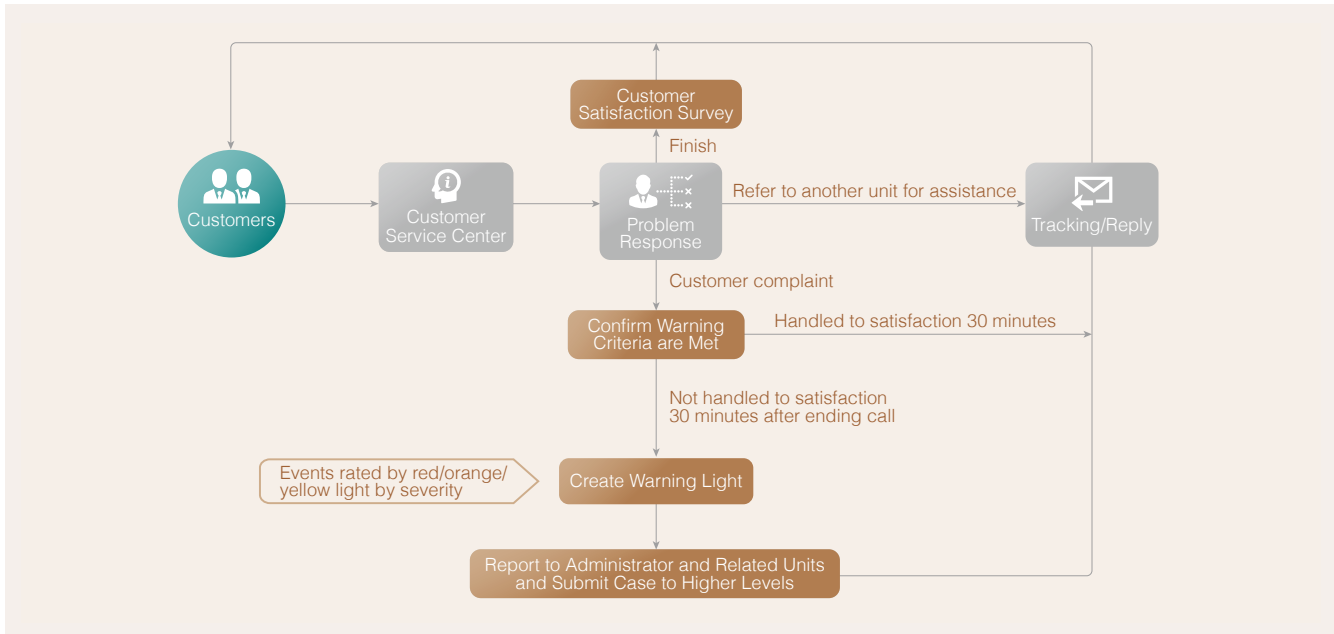 Customer
Satisfaction Survey
Finish
Customers
Customer
Service Center
i
Problem
Response
Refer to another unit for assistance
Tracking/Reply
Customer complaint
Confirm Warning
Criteria are Met
Handled to satisfaction 30 minutes
Not handled to satisfaction
30 minutes after ending call
Events rated by red/orange/
yellow light by severity
Create Warning Light
Report to Administrator and Related Units
and Submit Case to Higher Levels